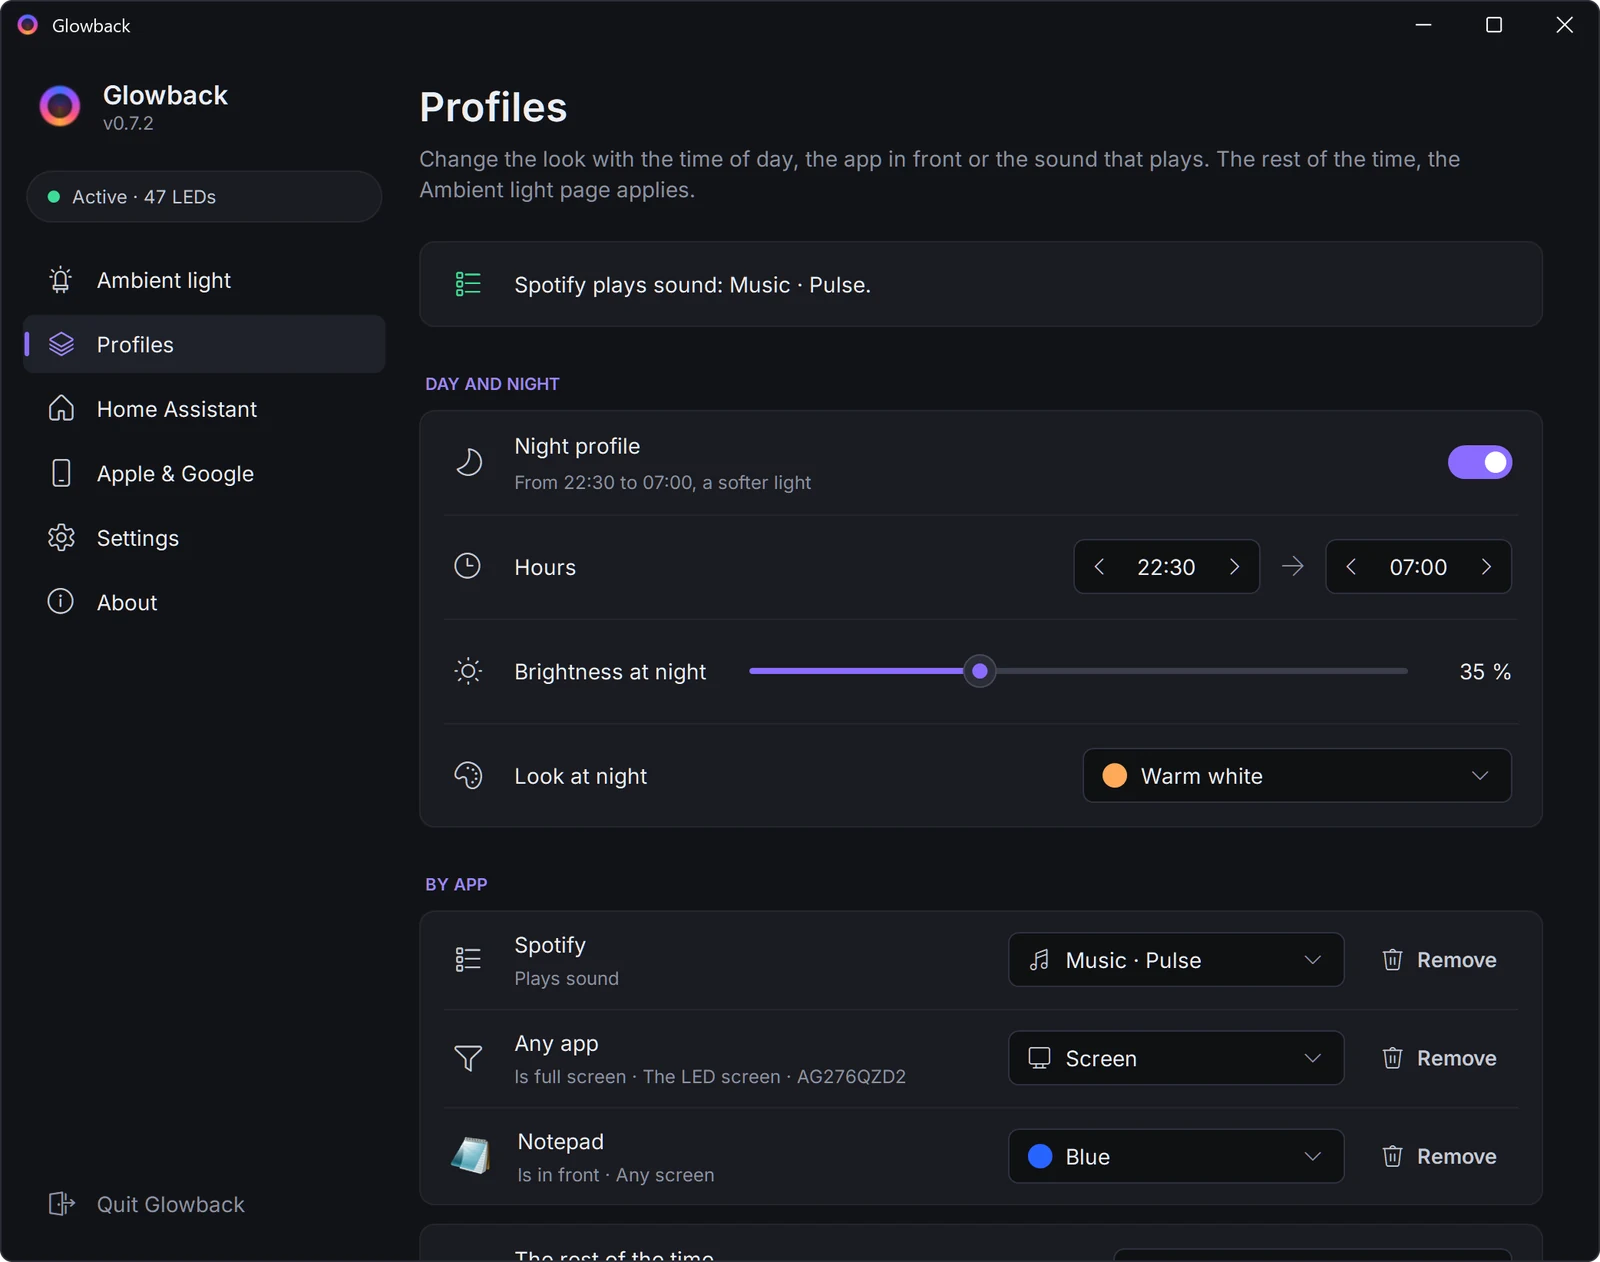 Glowback
Glowback
v0.7.2
Active · 47 LEDs
Ambient light
Profiles
Home Assistant
Apple & Google
Settings
About
Quit Glowback
Profiles
Change the look with the time of day, the app in front or the sound that plays. The rest of the time, the
Ambient light page applies.
Spotify plays sound: Music · Pulse.
DAY AND NIGHT
Night profile
From 22:30 to 07:00, a softer light
Hours
22:30
07:00
Brightness at night
35 %
Look at night
Warm white
BY APP
Spotify
Plays sound
Music · Pulse
Remove
Any app
Is full screen · The LED screen · AG276QZD2
Screen
Remove
Notepad
Is in front · Any screen
Blue
Remove
The rest of the time